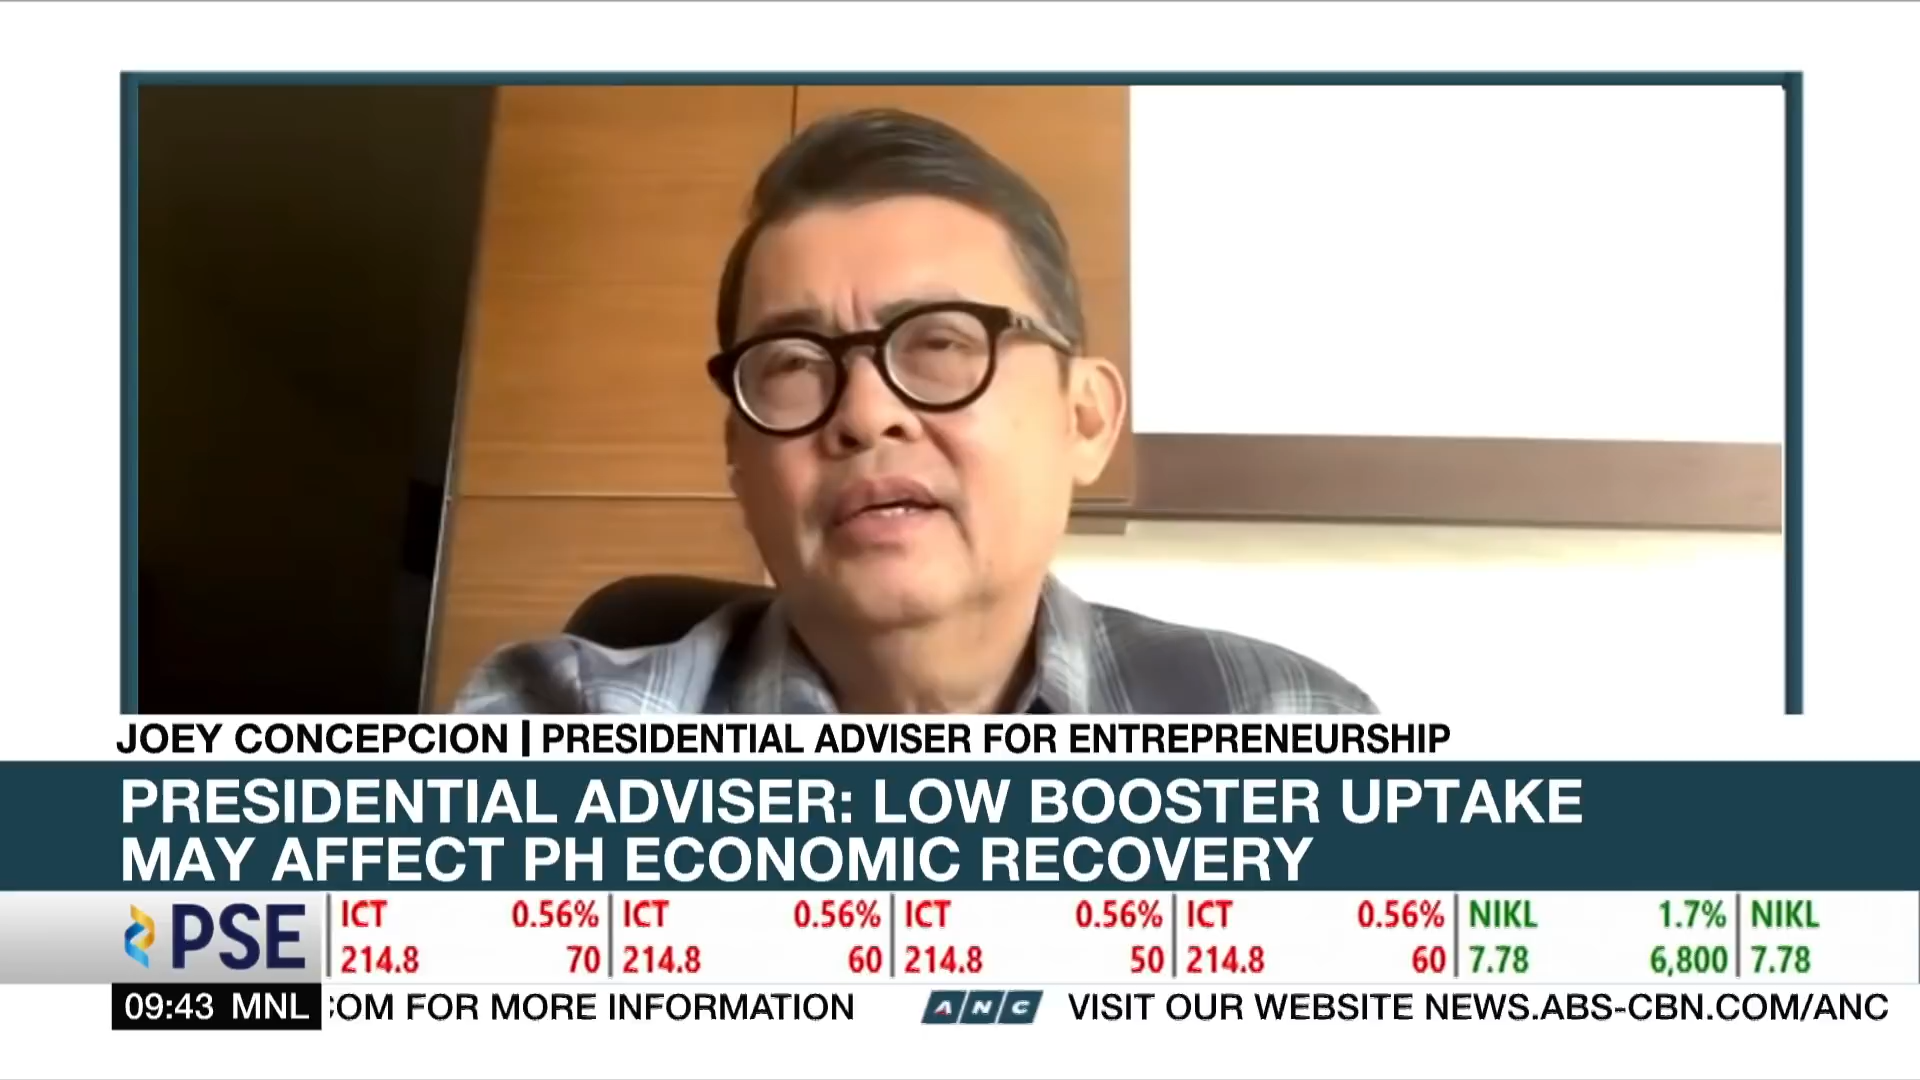 JOEY CONCEPCION | PRESIDENTIAL ADVISER FOR ENTREPRENEURSHIP
PRESIDENTIAL ADVISER: LOW BOOSTER UPTAKE
MAY AFFECT PH ECONOMIC RECOVERY
PSE
ICT 0.56% ICT 0.56% ICT 0.56% ICT 0.56% NIKL 1.7% NIKL
214.8 70 214.8 60 214.8 50 214.8 60 7.78 6,800 7.78
09:43 MNL COM FOR MORE INFORMATION ANC VISIT OUR WEBSITE NEWS.ABS-CBN.COM/ANC